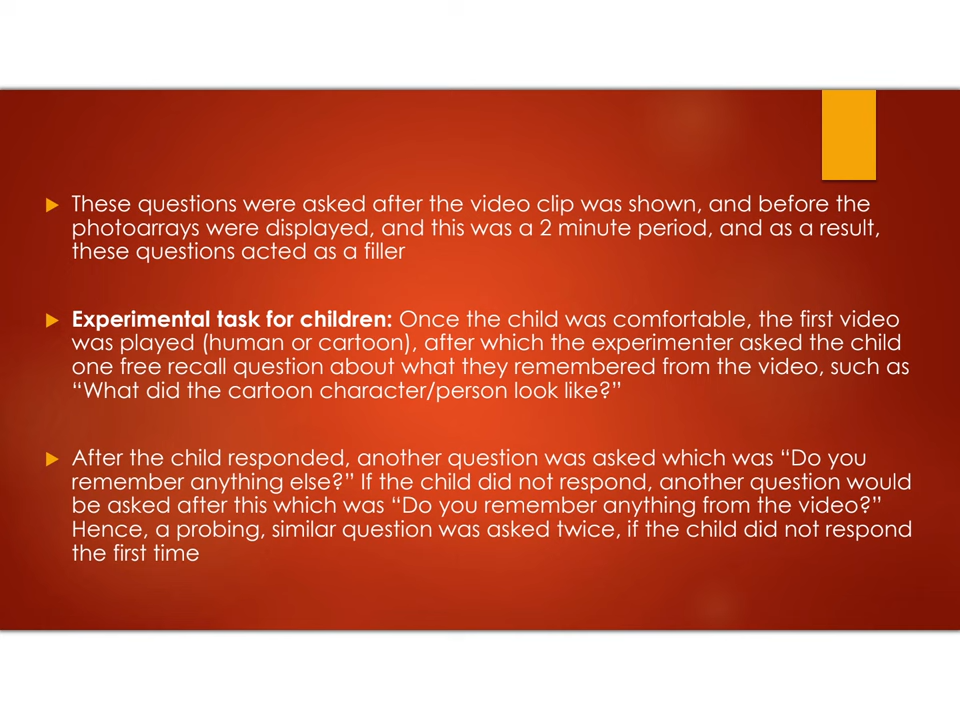 These questions were asked after the video clip was shown, and before the
photoarrays were displayed, and this was a 2 minute period, and as a result,
these questions acted as a filler
Experimental task for children: Once the child was comfortable, the first video
was played (human or cartoon), after which the experimenter asked the child
one free recall question about what they remembered from the video, such as
“What did the cartoon character/person look like?”
After the child responded, another question was asked which was “Do you
remember anything else?” If the child did not respond, another question would
be asked after this which was “Do you remember anything from the video?”
Hence, a probing, similar question was asked twice, if the child did not respond
the first time